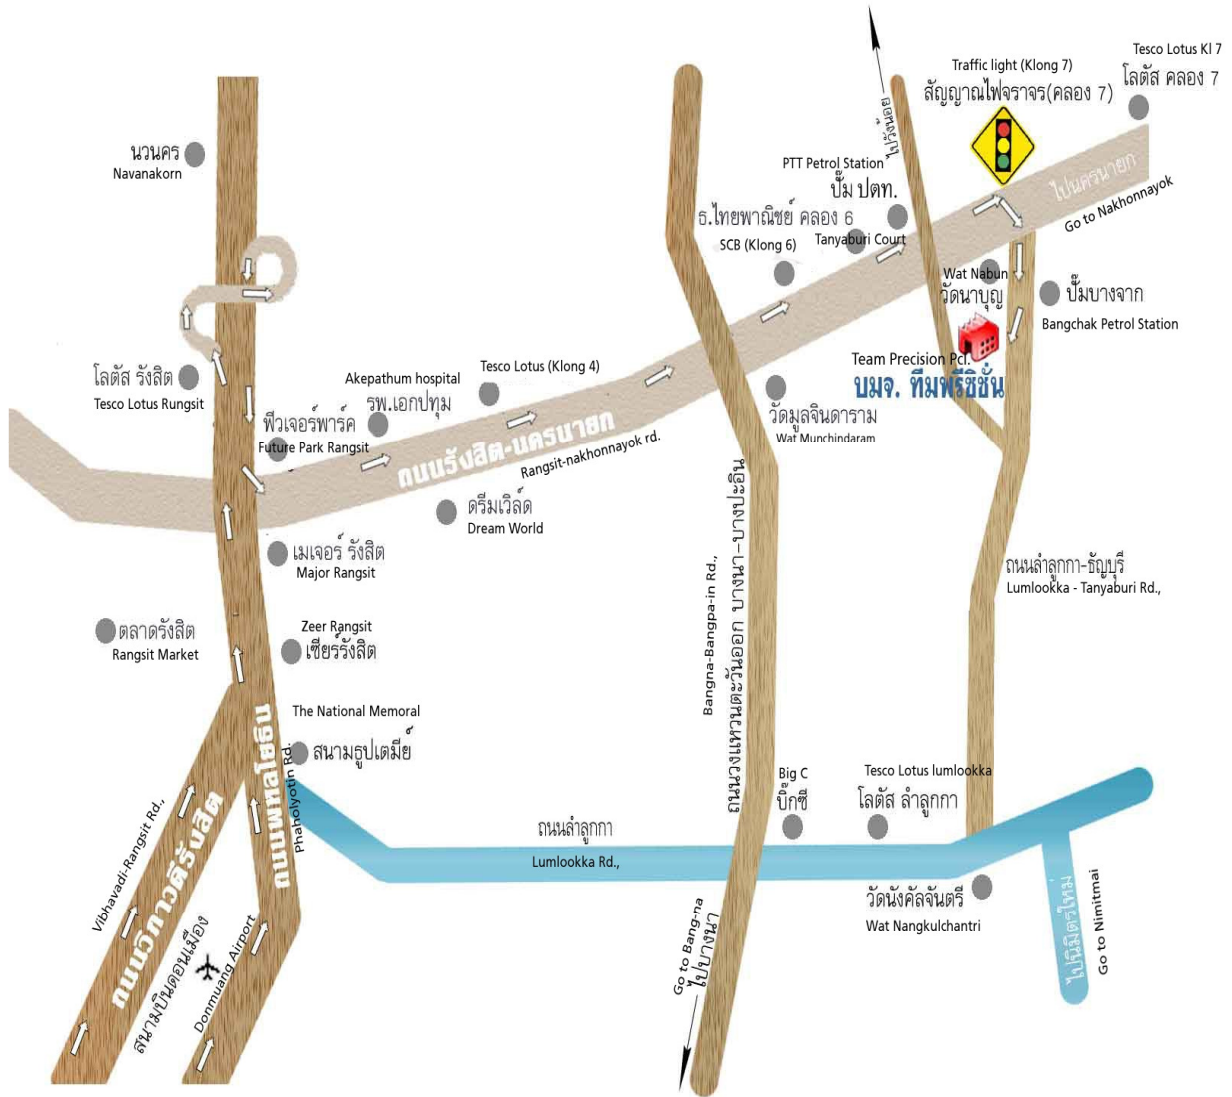 Tesco Lotus Kl 7
โลตัส คลอง 7
Traffic light (Klong 7)
สัญญาณไฟจราจร(คลอง 7)
ไปวังน้อย
นวนคร
Navanakorn
PTT Petrol Station
ปั๊ม ปตท.
ไปนครนายก
Go to Nakhonnayok
ธ.ไทยพาณิชย์ คลอง 6
SCB (Klong 6)
Tanyaburi Court
Wat Nabun
วัดนาบุญ
ปั๊มบางจาก
Bangchak Petrol Station
Team Precision Pcl.
บมจ. ทีมพรีซิชั่น
โลตัส รังสิต
Tesco Lotus Rungsit
Tesco Lotus (Klong 4)
Akepathum hospital
รพ.เอกปทุม
พีวเจอร์พาร์ค
Future Park Rangsit
วัดมูลจินดาราม
Wat Munchindaram
ถนนรังสิต-นครนายก
Rangsit-nakhonnayok rd.
ดรีมเวิล์ด
Dream World
เมเจอร์ รังสิต
Major Rangsit
ถนนลำลูกกา-ธัญบุรี
Lumlookka - Tanyaburi Rd.,
ถนนวงแหวนตะวันออก บางนา-บางปะอิน
Bangna-Bangpa-in Rd.,
ตลาดรังสิต
Rangsit Market
Zeer Rangsit
เซียร์รังสิต
The National Memoral
สนามธูปเตมีย์
ถนนพหลโยธิน
Phaholyotin Rd.
Big C
บิ๊กซี
Tesco Lotus lumlookka
โลตัส ลำลูกกา
ถนนลำลูกกา
Lumlookka Rd.,
Vibhavadi-Rangsit Rd.,
ถนนวิภาวดีรังสิต
สนามบินดอนเมือง
Donmuang Airport
วัดนังคัลจันตรี
Wat Nangkulchantri
Go to Bang-na
ไปบางนา
ไปนิมิตรใหม่
Go to Nimitmai